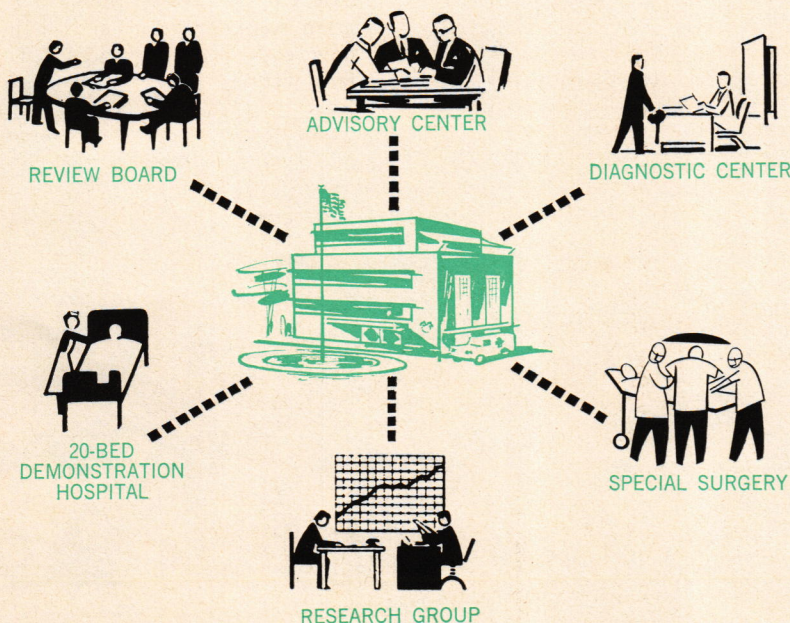 ADVISORY CENTER
REVIEW BOARD
DIAGNOSTIC CENTER
20-BED
DEMONSTRATION
HOSPITAL
SPECIAL SURGERY
RESEARCH GROUP